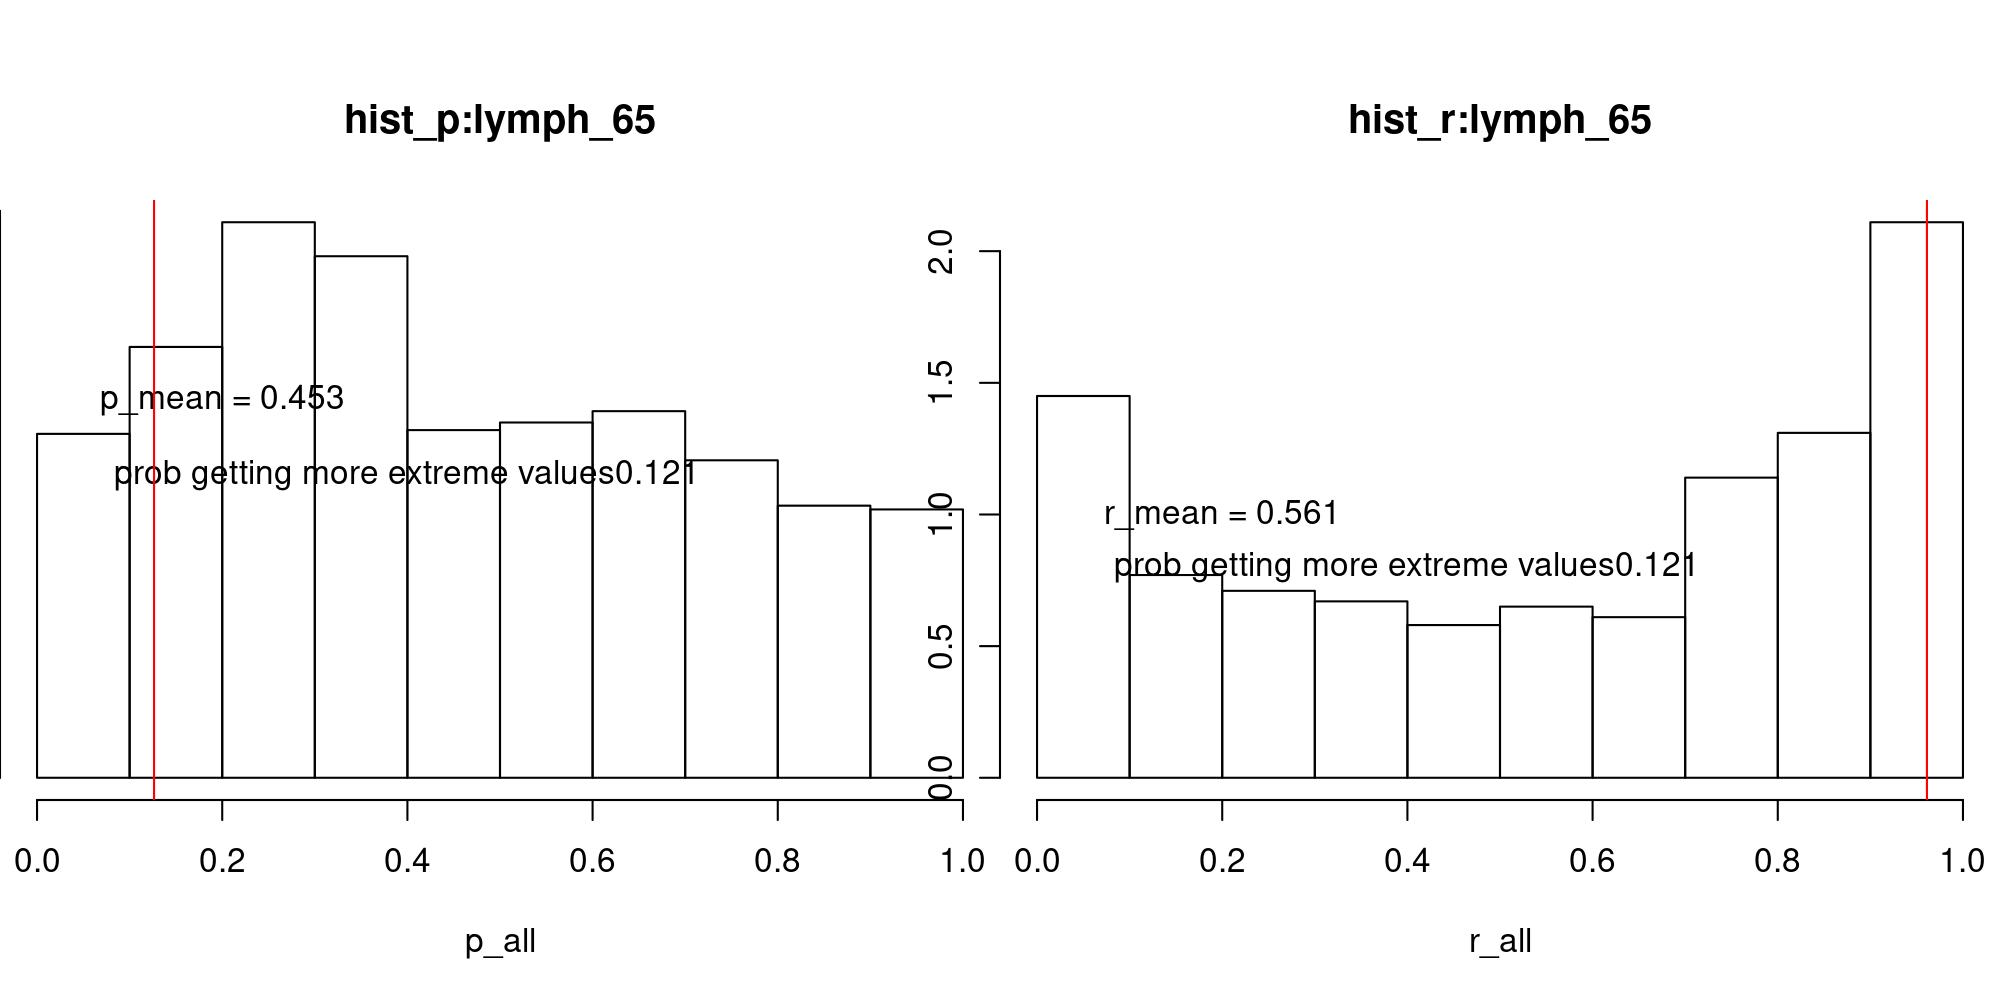 hist_p:lymph_65
p_mean = 0.453
prob getting more extreme values0.121
0.0 0.2 0.4 0.6 0.8 1.0
p_all
hist_r:lymph_65
2.0
1.5
1.0
0.5
0.0
r_mean = 0.561
prob getting more extreme values0.121
0.0 0.2 0.4 0.6 0.8 1.0
r_all